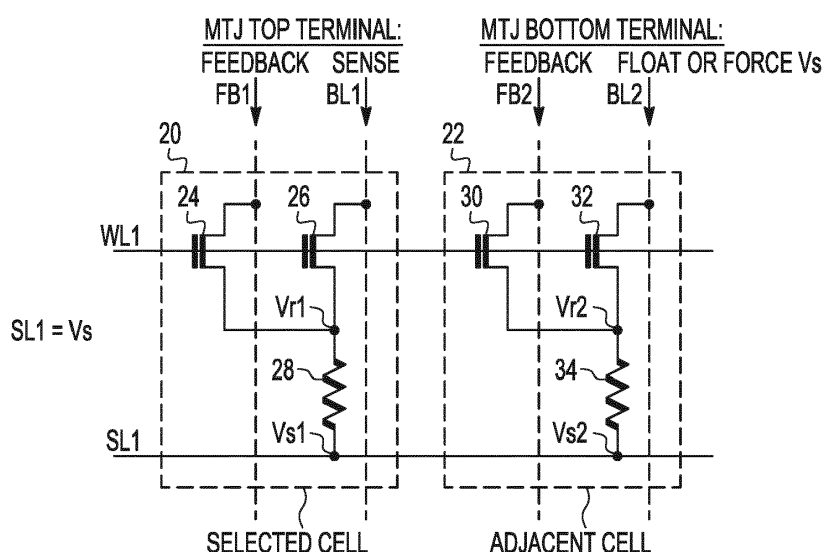 MTJ TOP TERMINAL: MTJ BOTTOM TERMINAL:
FEEDBACK SENSE FEEDBACK FLOAT OR FORCE Vs
FB1 BL1 FB2 BL2
20 22
24 26 30 32
WL1
Vr1 Vr2
SL1 = Vs
28 34
Vs1 Vs2
SL1
SELECTED CELL ADJACENT CELL